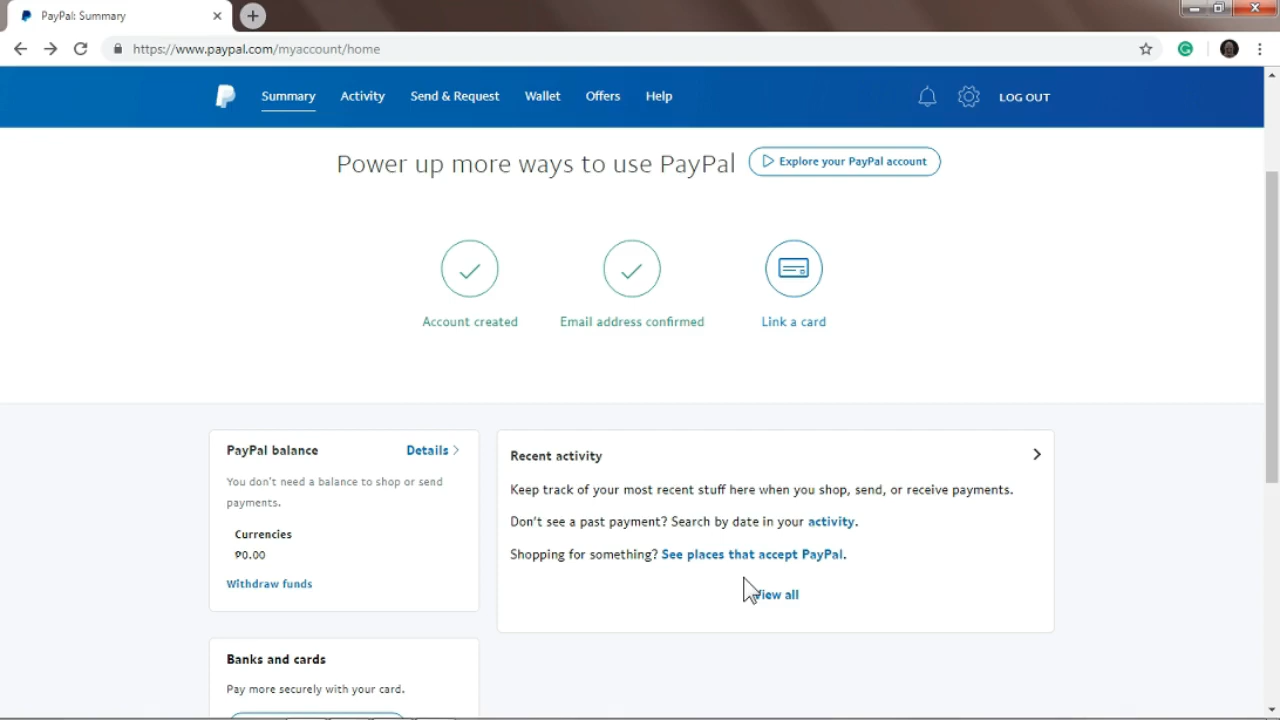 PayPal: Summary
https://www.paypal.com/myaccount/home
Summary Activity Send & Request Wallet Offers Help LOG OUT
Power up more ways to use PayPal Explore your PayPal account
Account created Email address confirmed Link a card
PayPal balance Details
You don't need a balance to shop or send
payments.
Currencies
₱0.00
Withdraw funds
Recent activity
Keep track of your most recent stuff here when you shop, send, or receive payments.
Don't see a past payment? Search by date in your activity.
Shopping for something? See places that accept PayPal.
View all
Banks and cards
Pay more securely with your card.